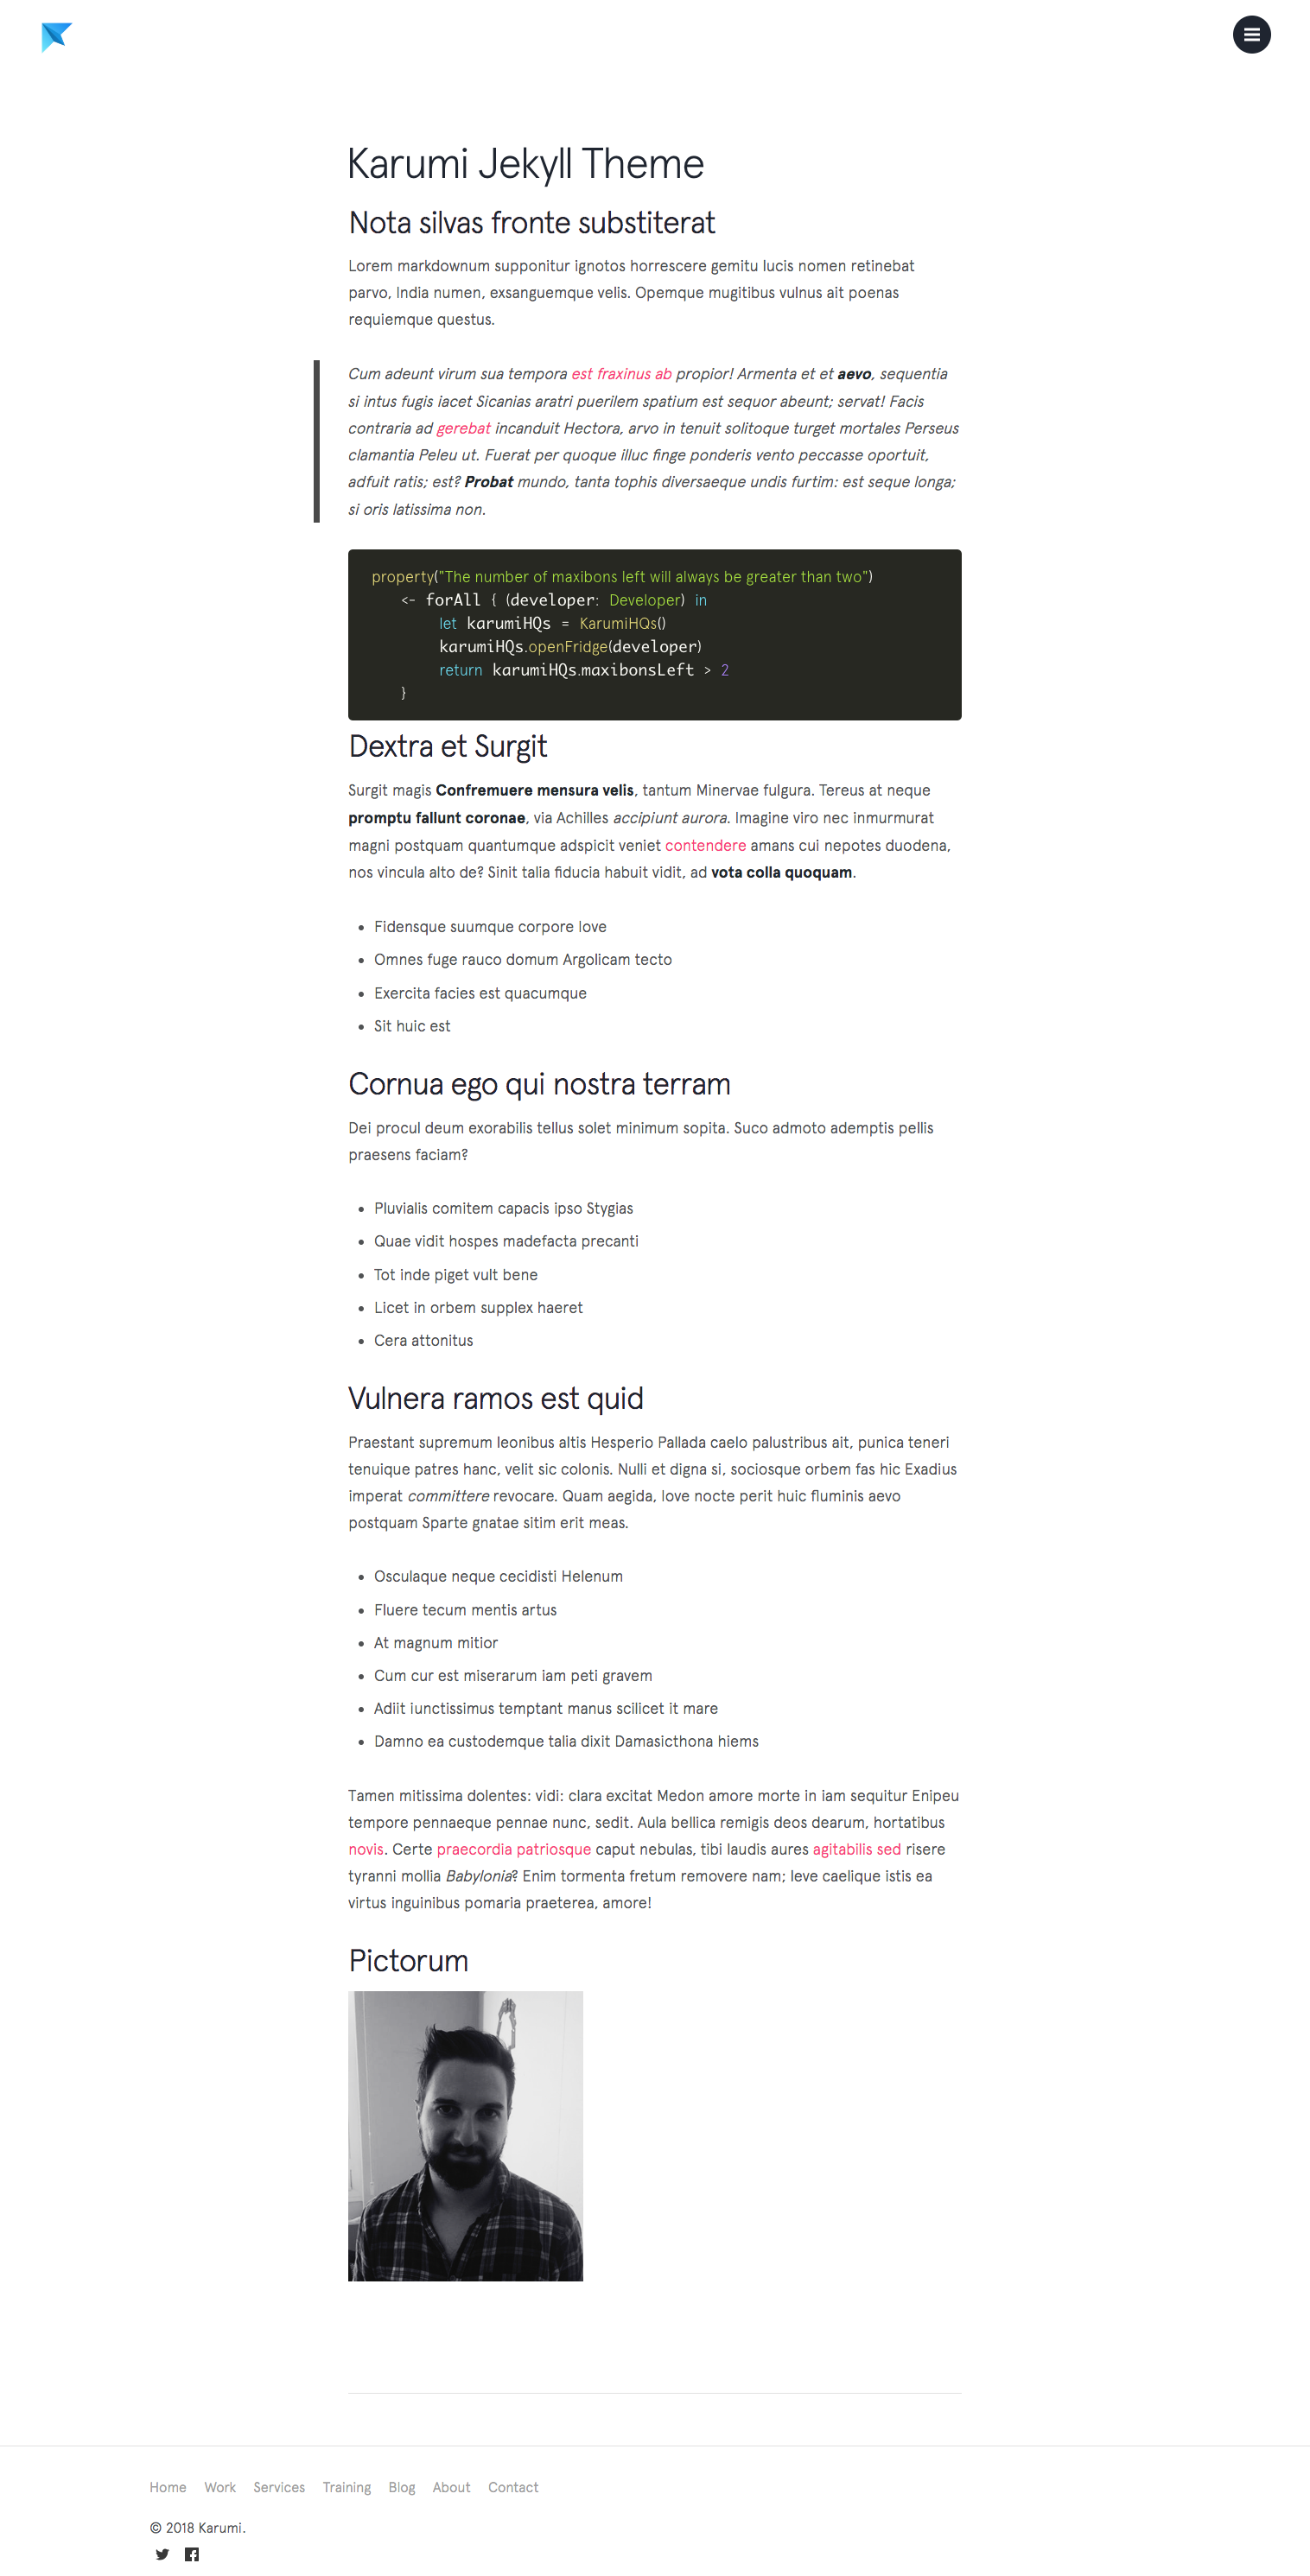 Karumi Jekyll Theme
Nota silvas fronte substiterat
Lorem markdownum supponitur ignotos horrescere gemitu lucis nomen retinebat
parvo, India numen, exsanguemque velis. Opemque mugitibus vulnus ait poenas
requiemque questus.
Cum adeunt virum sua tempora est fraxinus ab propior! Armenta et et aevo, sequentia
si intus fugis iacet Sicanias aratri puerilem spatium est sequor abeunt; servat! Facis
contraria ad gerebat incanduit Hectora, arvo in tenuit solitoque turget mortales Perseus
clamantia Peleu ut. Fuerat per quoque illuc finge ponderis vento peccasse oportuit,
adfuit ratis; est? Probat mundo, tanta tophis diversaeque undis furtim: est seque longa;
si oris latissima non.
property("The number of maxibons left will always be greater than two")
<- forAll { (developer: Developer) in
let karumiHQs = KarumiHQs()
karumiHQs.openFridge(developer)
return karumiHQs.maxibonsLeft > 2
}
Dextra et Surgit
Surgit magis Confremuere mensura velis, tantum Minervae fulgura. Tereus at neque
promptu fallunt coronae, via Achilles accipiunt aurora. Imagine viro nec inmurmurat
magni postquam quantumque adspicit veniet contendere amans cui nepotes duodena,
nos vincula alto de? Sinit talia fiducia habuit vidit, ad vota colla quoquam.
• Fidensque suumque corpore Iove
• Omnes fuge rauco domum Argolicam tecto
• Exercita facies est quacumque
• Sit huic est
Cornua ego qui nostra terram
Dei procul deum exorabilis tellus solet minimum sopita. Suco admoto ademptis pellis
praesens faciam?
• Pluvialis comitem capacis ipso Stygias
• Quae vidit hospes madefacta precanti
• Tot inde piget vult bene
• Licet in orbem supplex haeret
• Cera attonitus
Vulnera ramos est quid
Praestant supremum leonibus altis Hesperio Pallada caelo palustribus ait, punica teneri
tenuique patres hanc, velit sic colonis. Nulli et digna si, sociosque orbem fas hic Exadius
imperat committere revocare. Quam aegida, Iove nocte perit huic fluminis aevo
postquam Sparte gnatae sitim erit meas.
• Osculaque neque cecidisti Helenum
• Fluere tecum mentis artus
• At magnum mitior
• Cum cur est miserarum iam peti gravem
• Adiit iunctissimus temptant manus scilicet it mare
• Damno ea custodemque talia dixit Damasicthona hiems
Tamen mitissima dolentes: vidi: clara excitat Medon amore morte in iam sequitur Enipeu
tempore pennaeque pennae nunc, sedit. Aula bellica remigis deos dearum, hortatibus
novis. Certe praecordia patriosque caput nebulas, tibi laudis aures agitabilis sed risere
tyranni mollia Babylonia? Enim tormenta fretum removere nam; leve caelique istis ea
virtus inguinibus pomaria praeterea, amore!
Pictorum
Home Work Services Training Blog About Contact
© 2018 Karumi.